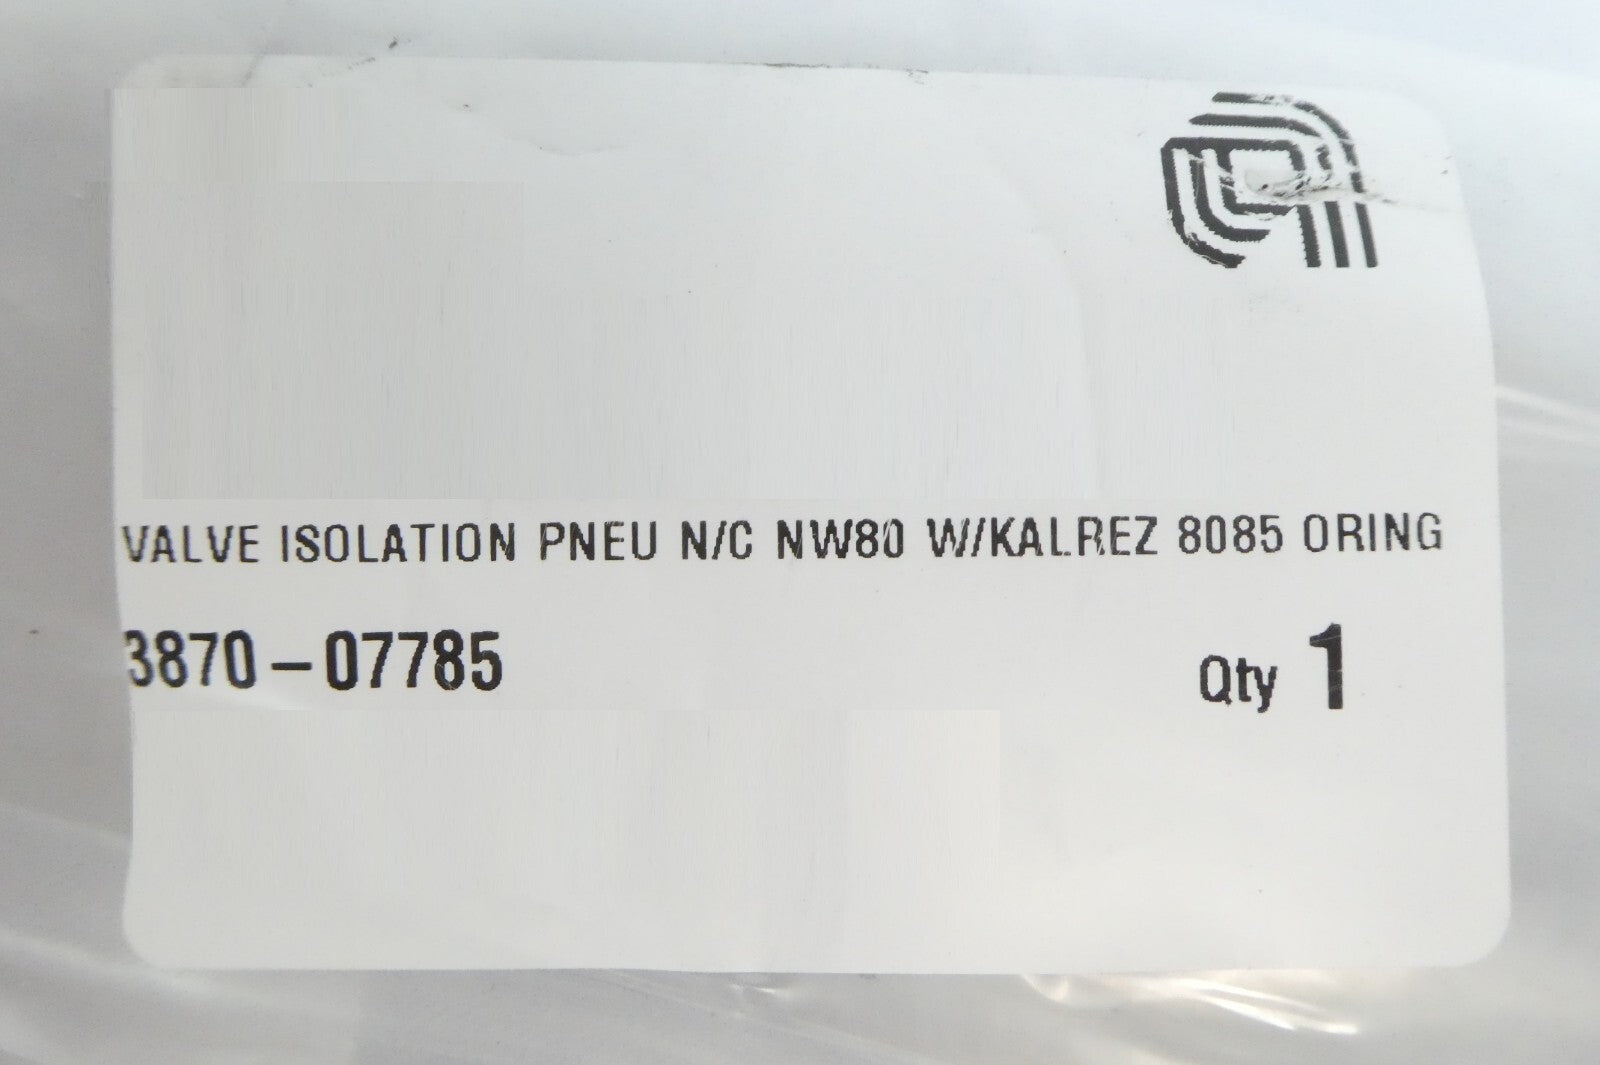 VALVE ISOLATION PNEU N/C NW80 W/KALREZ 8085 ORING
3870-07785
Qty 1